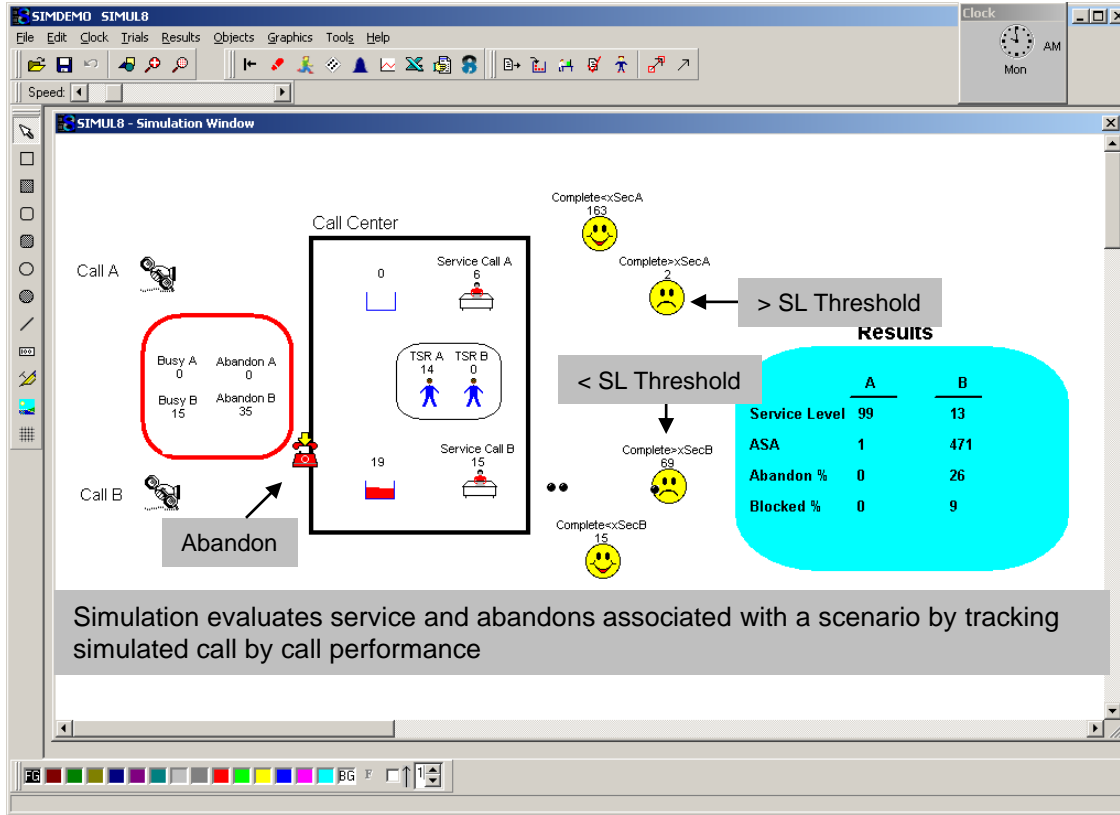 SIMDEMO SIMUL8
Clock
File Edit Clock Trials Results Objects Graphics Tools Help
AM
Mon
Speed:
SIMUL8 - Simulation Window
Complete<xSecA
163
Call Center
Call A
0
Service Call A
6
Complete>xSecA
2
> SL Threshold
Results
Busy A Abandon A
0 0
Busy B Abandon B
15 35
TSR A TSR B
14 0
< SL Threshold
A B
Service Level 99 13
ASA 1 471
Abandon % 0 26
Blocked % 0 9
Call B
19
Service Call B
15
Complete>xSecB
69
Abandon
Complete<xSecB
15
Simulation evaluates service and abandons associated with a scenario by tracking
simulated call by call performance
FG BG F 1